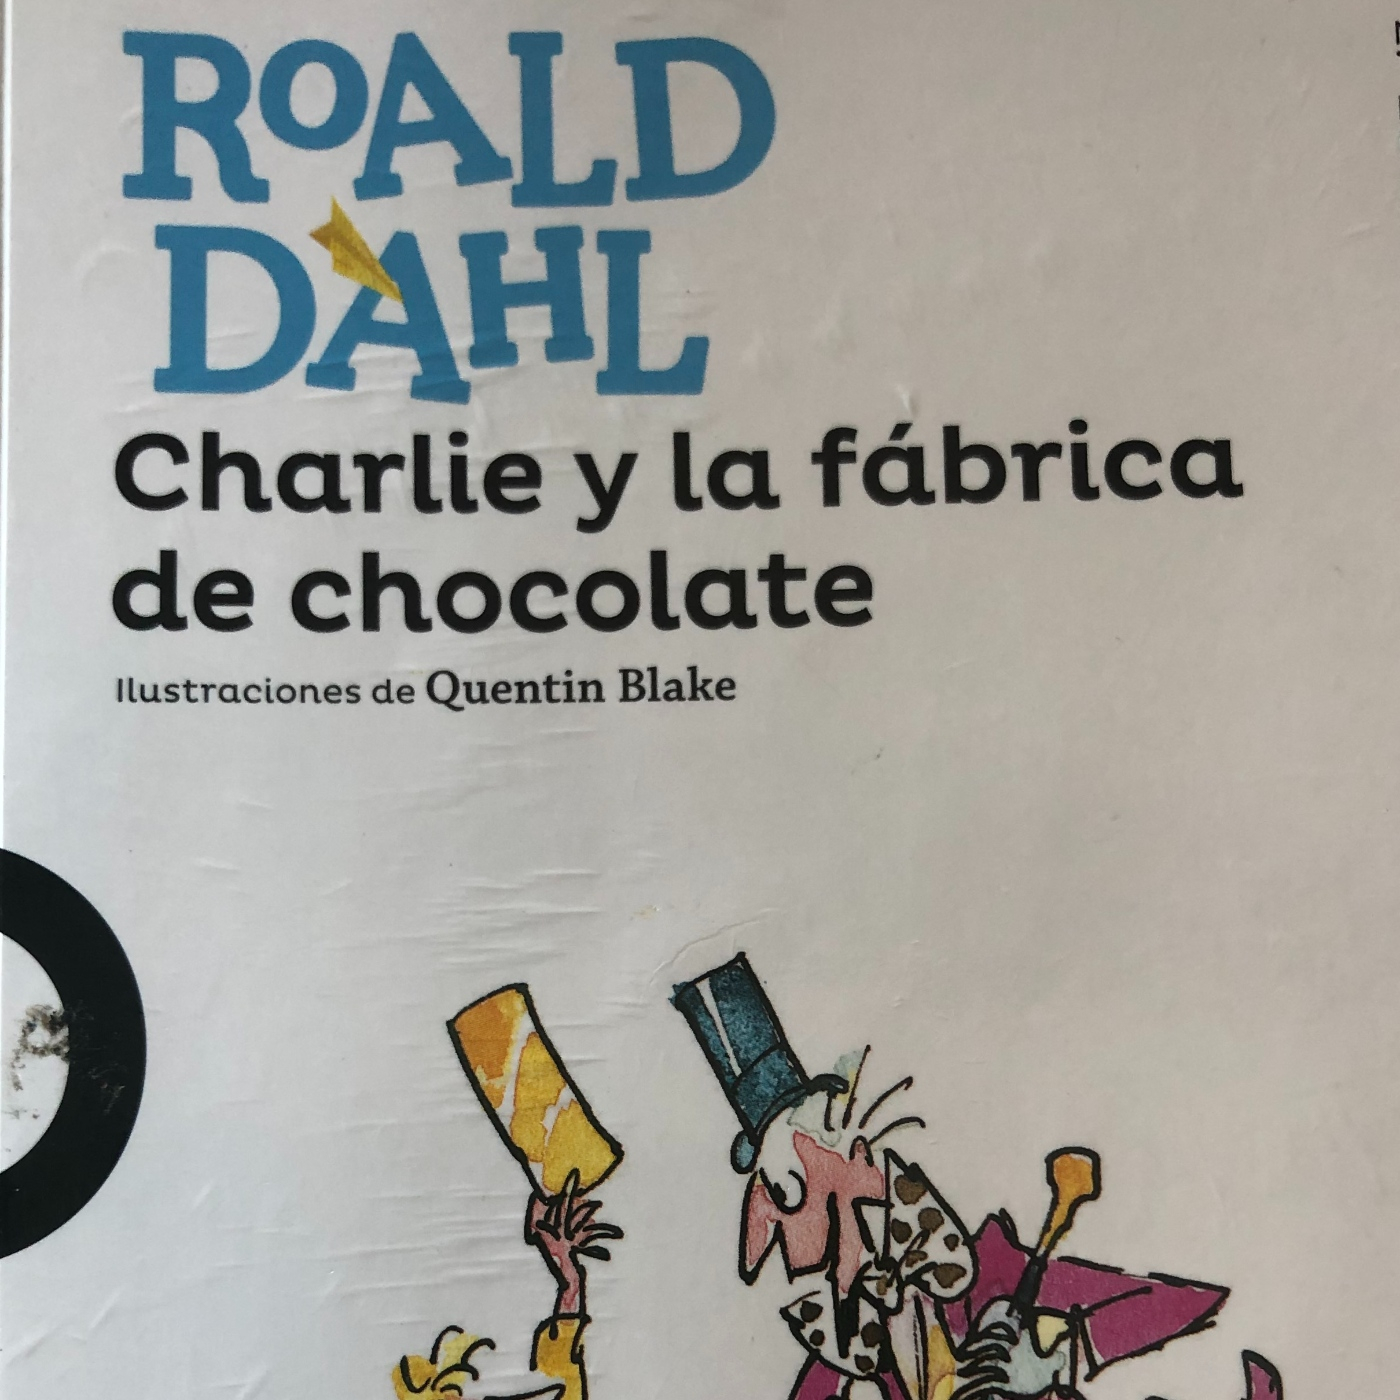 ROALD
DAHL
Charlie y la fábrica
de chocolate
Ilustraciones de Quentin Blake